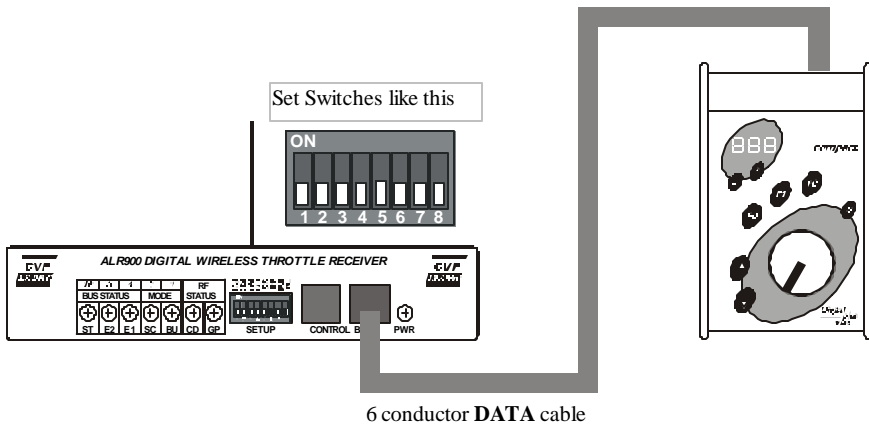 Set Switches like this
ON
1 2 3 4 5 6 7 8
888
compact
ALR900 DIGITAL WIRELESS THROTTLE RECEIVER
CVP
CVP
BUS STATUS MODE RF STATUS
ST E2 E1 SC BU CD GP
SETUP
CONTROL B
PWR
6 conductor DATA cable